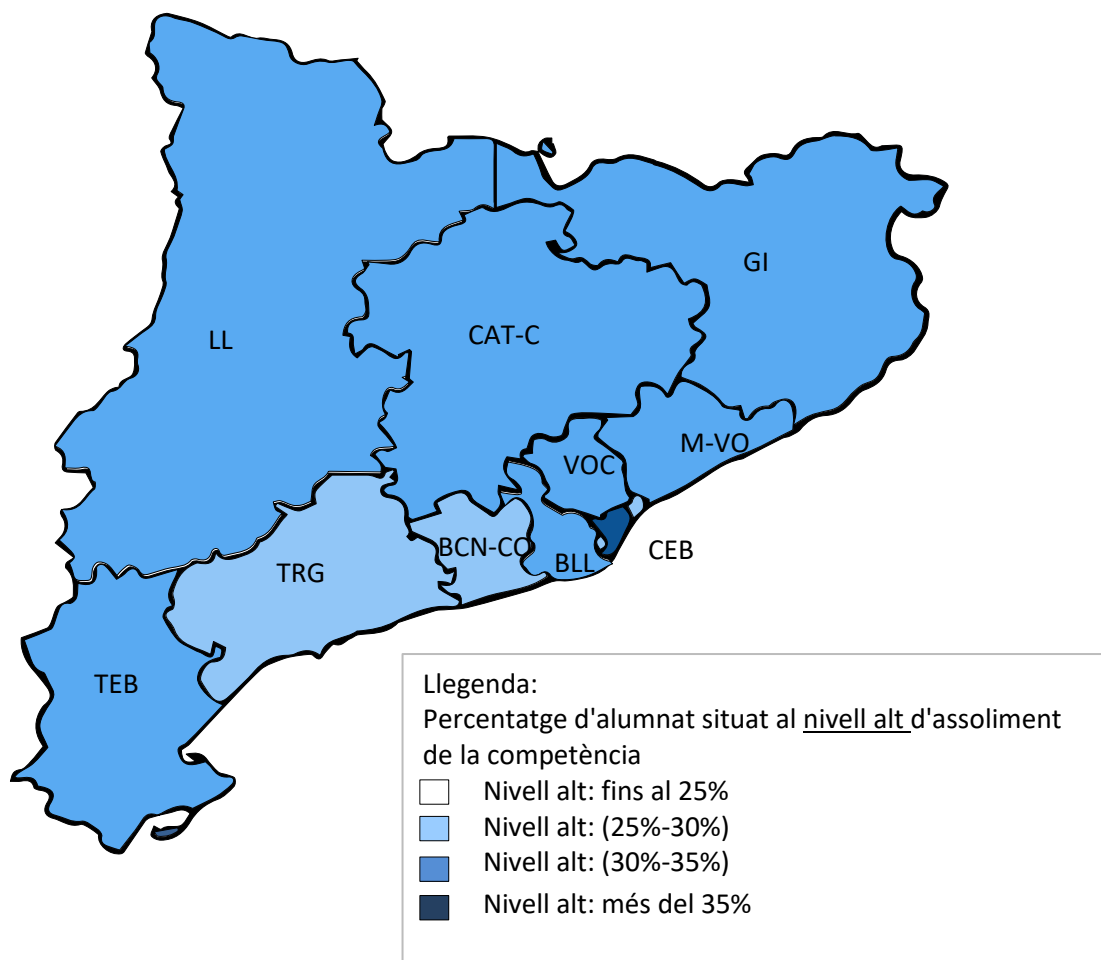 GI
CAT-C
LL
M-VO
VOC
BCN-CO
CEB
BLL
TRG
TEB
Llegenda:
Percentatge d'alumnat situat al nivell alt d'assoliment
de la competència
Nivell alt: fins al 25%
Nivell alt: (25%-30%)
Nivell alt: (30%-35%)
Nivell alt: més del 35%